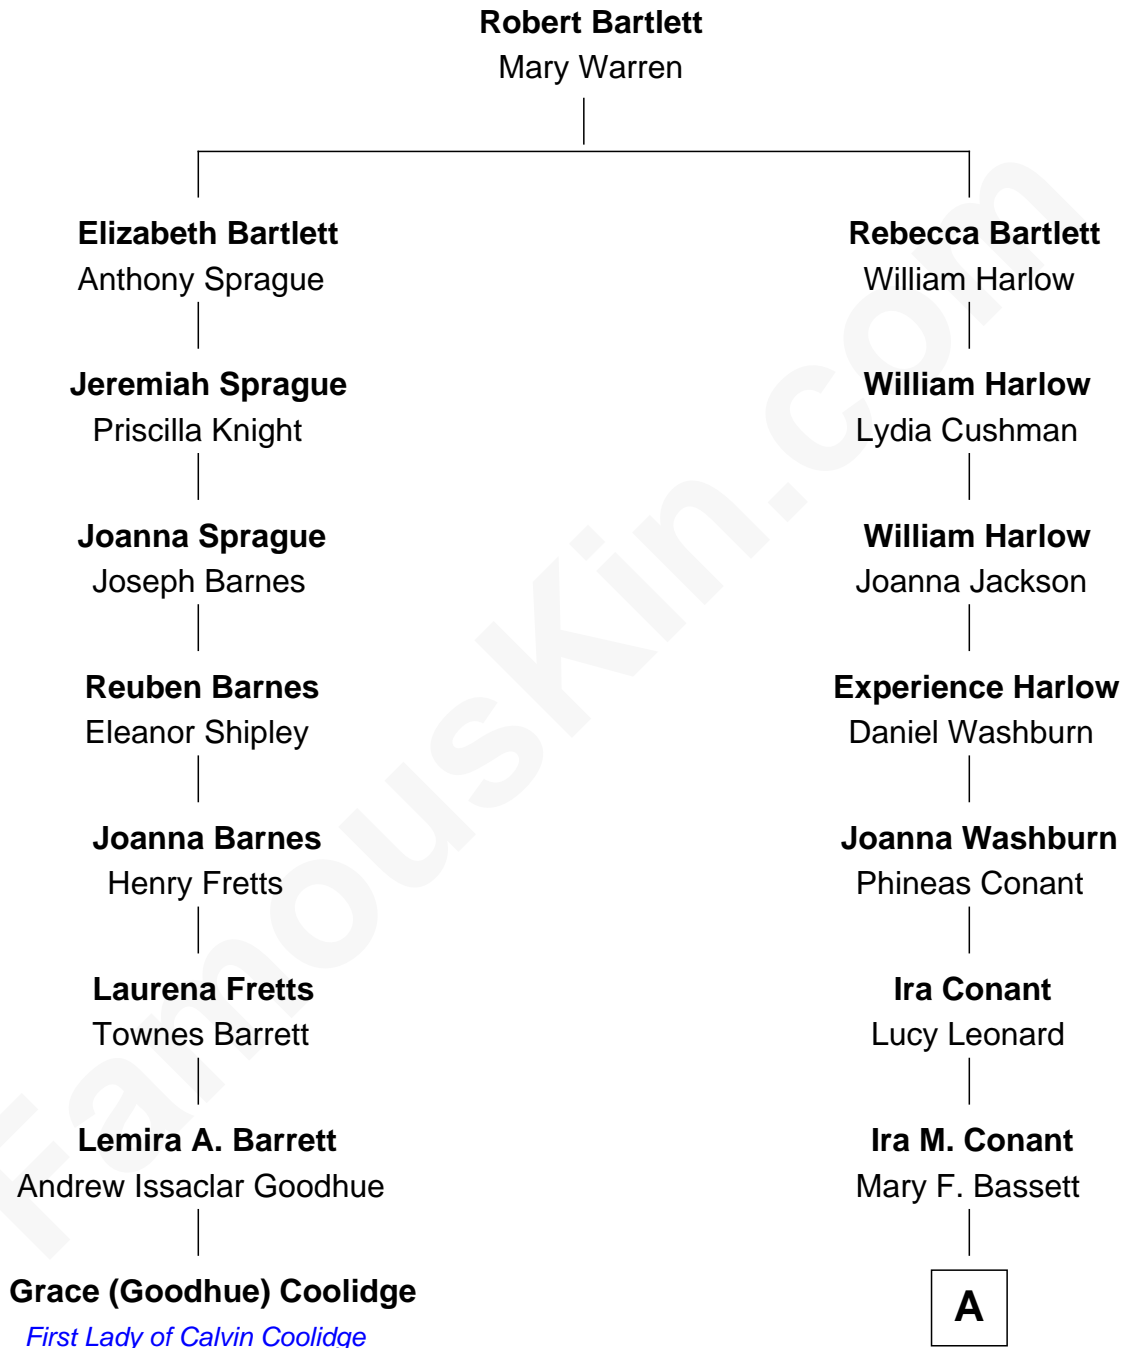 Robert Bartlett
Mary Warren
Elizabeth Bartlett
Anthony Sprague
Jeremiah Sprague
Priscilla Knight
Joanna Sprague
Joseph Barnes
Reuben Barnes
Eleanor Shipley
Joanna Barnes
Henry Fretts
Laurena Fretts
Townes Barrett
Lemira A. Barrett
Andrew Issaclar Goodhue
Grace (Goodhue) Coolidge
First Lady of Calvin Coolidge
Rebecca Bartlett
William Harlow
William Harlow
Lydia Cushman
William Harlow
Joanna Jackson
Experience Harlow
Daniel Washburn
Joanna Washburn
Phineas Conant
Ira Conant
Lucy Leonard
Ira M. Conant
Mary F. Bassett
A
FamousKin.com